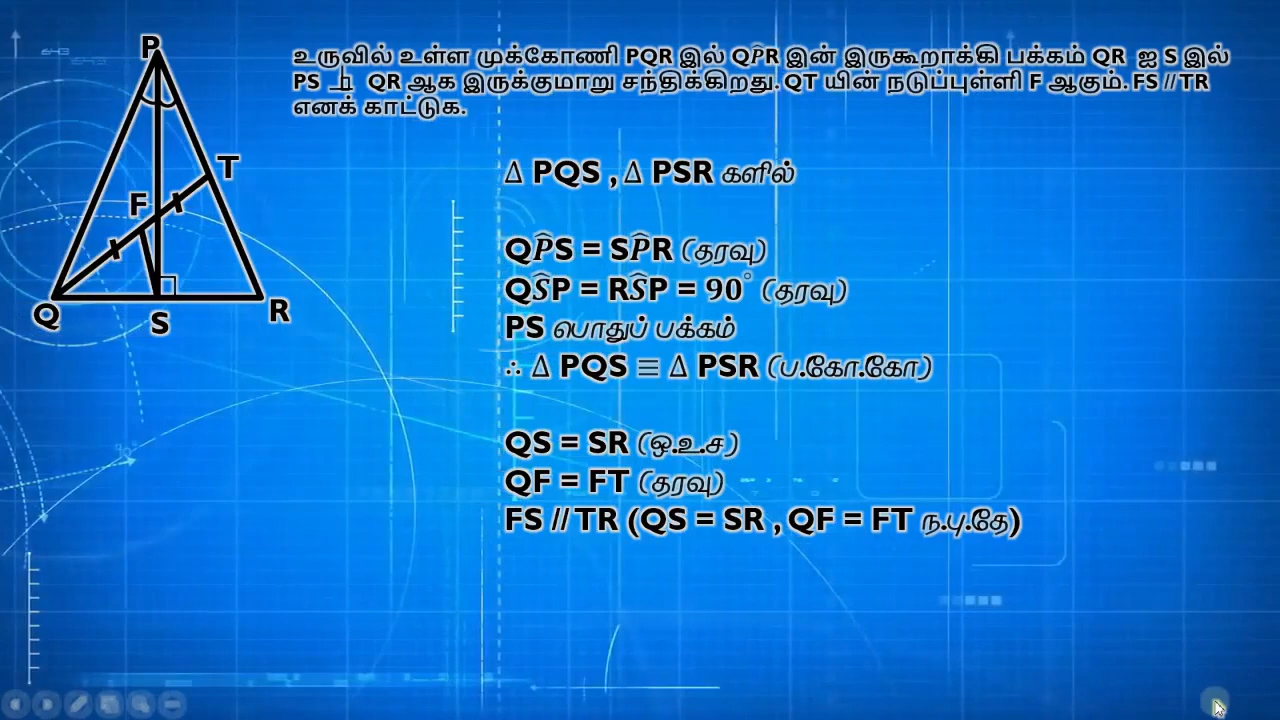 உருவில் உள்ள முக்கோணி PQR இல் QP̂R இன் இருகூறாக்கி பக்கம் QR ஐ S இல்
PS ⊥ QR ஆக இருக்குமாறு சந்திக்கிறது. QT யின் நடுப்புள்ளி F ஆகும். FS // TR
எனக் காட்டுக.
P
T
F
Q
S
R
Δ PQS , Δ PSR களில்
QP̂S = SP̂R (தரவு)
QŜP = RŜP = 90° (தரவு)
PS பொதுப் பக்கம்
∴ Δ PQS ≡ Δ PSR (ப.கோ.கோ)
QS = SR (ஒ.உ.ச)
QF = FT (தரவு)
FS // TR (QS = SR , QF = FT ந.பு.தே)